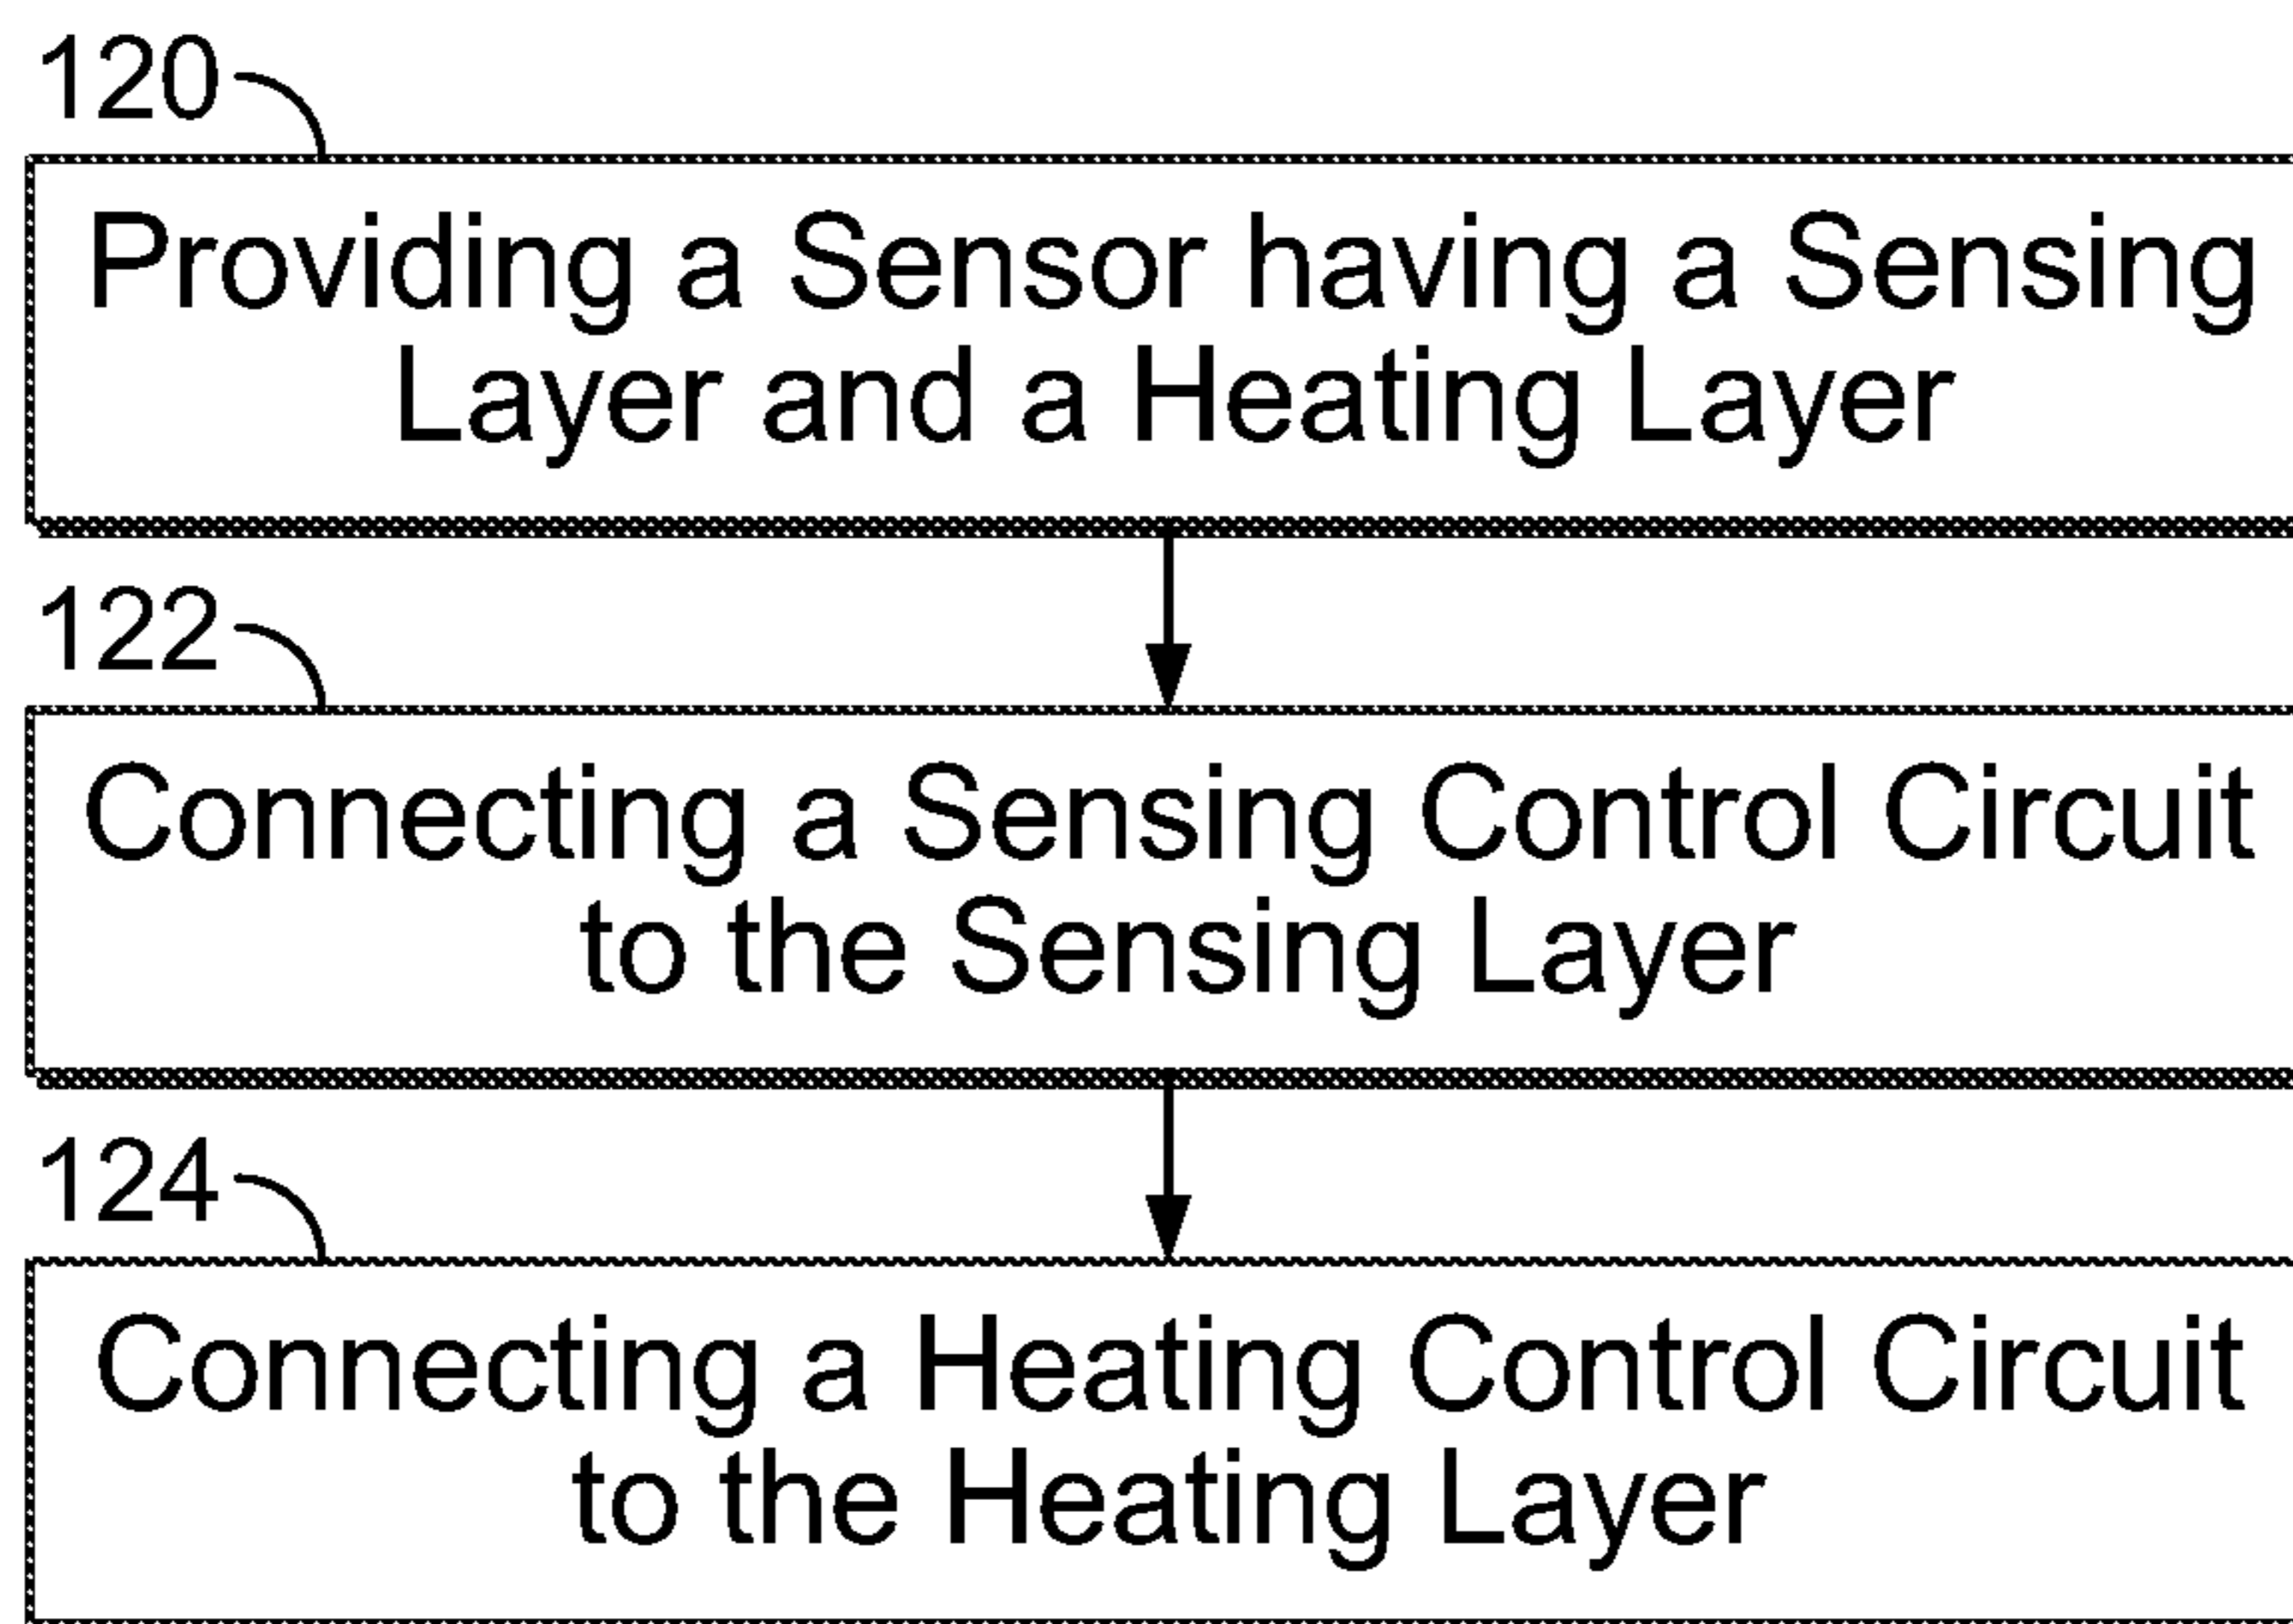 120
Providing a Sensor having a Sensing
Layer and a Heating Layer
122
Connecting a Sensing Control Circuit
to the Sensing Layer
124
Connecting a Heating Control Circuit
to the Heating Layer